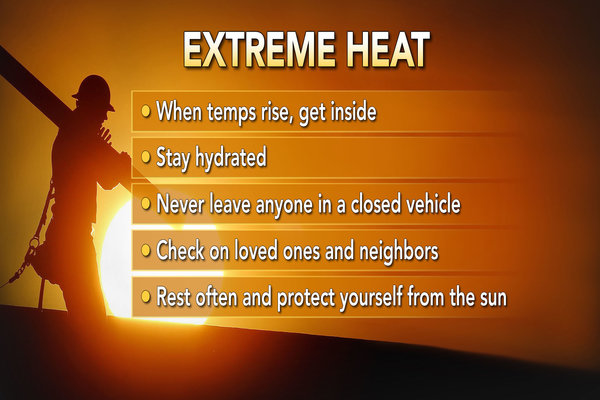 EXTREME HEAT
• When temps rise, get inside
• Stay hydrated
• Never leave anyone in a closed vehicle
• Check on loved ones and neighbors
• Rest often and protect yourself from the sun